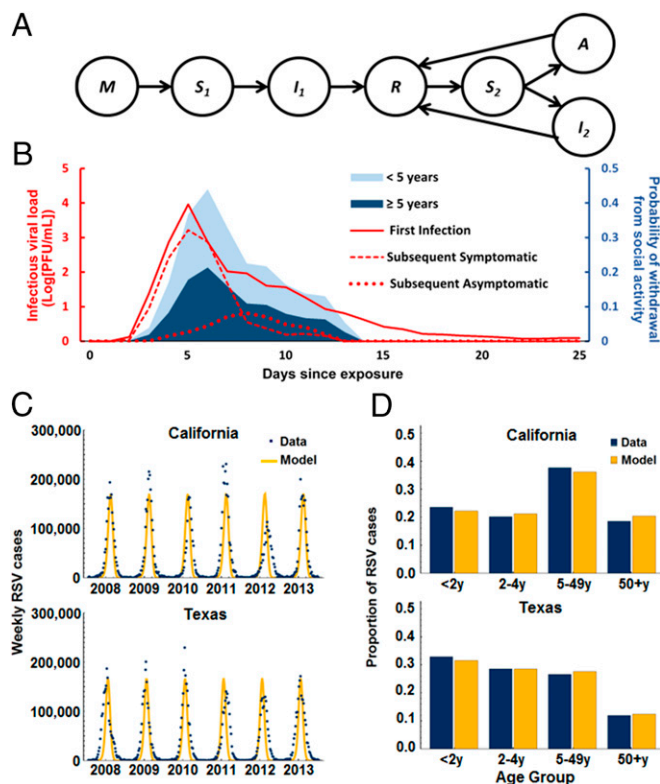 A
M
S1
I1
R
S2
A
I2
B
Infectious viral load
(Log[PFU/mL])
5
4
3
2
1
0
< 5 years
≥ 5 years
First Infection
Subsequent Symptomatic
Subsequent Asymptomatic
0.5
0.4
0.3
0.2
0.1
0
Probability of withdrawal
from social activity
0 5 10 15 20 25
Days since exposure
C
Weekly RSV cases
California
Data
Model
300,000
200,000
100,000
0
2008 2009 2010 2011 2012 2013
Texas
300,000
200,000
100,000
0
2008 2009 2010 2011 2012 2013
D
Proportion of RSV cases
California
Data
Model
0.5
0.4
0.3
0.2
0.1
0.0
<2y 2-4y 5-49y 50+y
Texas
0.5
0.4
0.3
0.2
0.1
0.0
<2y 2-4y 5-49y 50+y
Age Group